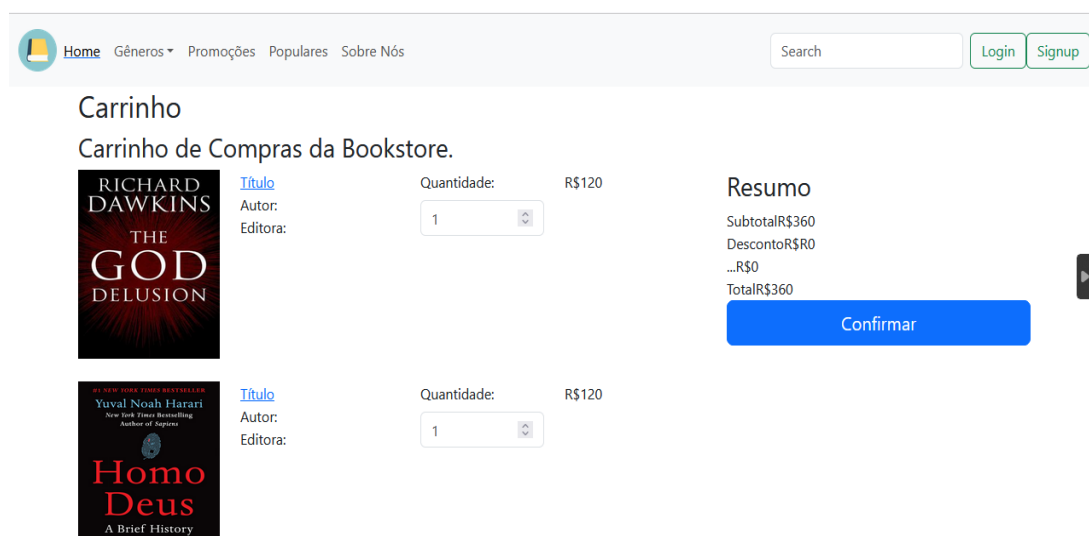 Home Gêneros Promoções Populares Sobre Nós Search Login Signup
Carrinho
Carrinho de Compras da Bookstore.
RICHARD
DAWKINS
THE
GOD
DELUSION
Título
Autor:
Editora:
Quantidade:
1
R$120
Resumo
SubtotalR$360
DescontoR$R0
...R$0
TotalR$360
Confirmar
#1 NEW YORK TIMES BESTSELLER
Yuval Noah Harari
New York Times Bestselling
Author of Sapiens
Homo
Deus
A Brief History
Título
Autor:
Editora:
Quantidade:
1
R$120